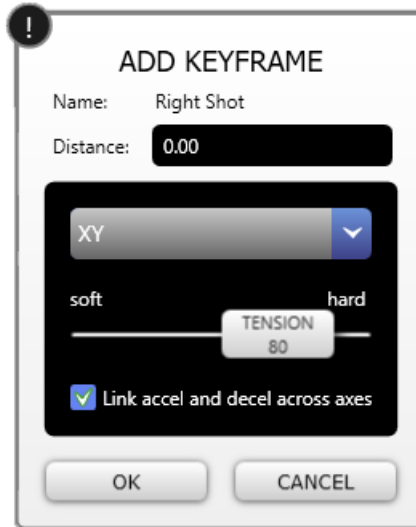 !
ADD KEYFRAME
Name: Right Shot
Distance: 0.00
XY
soft hard
TENSION
80
Link accel and decel across axes
OK CANCEL